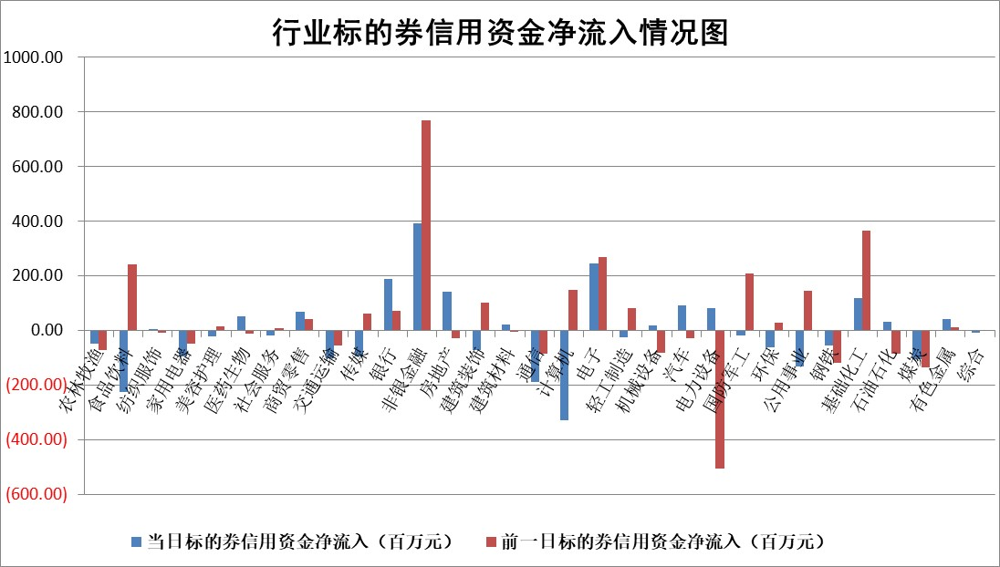 行业标的券信用资金净流入情况图
1000.00
800.00
600.00
400.00
200.00
0.00
(200.00)
(400.00)
(600.00)
农林牧渔
食品饮料
纺织服饰
家用电器
美容护理
医药生物
社会服务
商贸零售
交通运输
传媒
银行
非银金融
房地产
建筑装饰
建筑材料
通信
计算机
电子
轻工制造
机械设备
汽车
电力设备
国防军工
环保
公用事业
钢铁
基础化工
石油石化
煤炭
有色金属
综合
当日标的券信用资金净流入（百万元）
前一日标的券信用资金净流入（百万元）